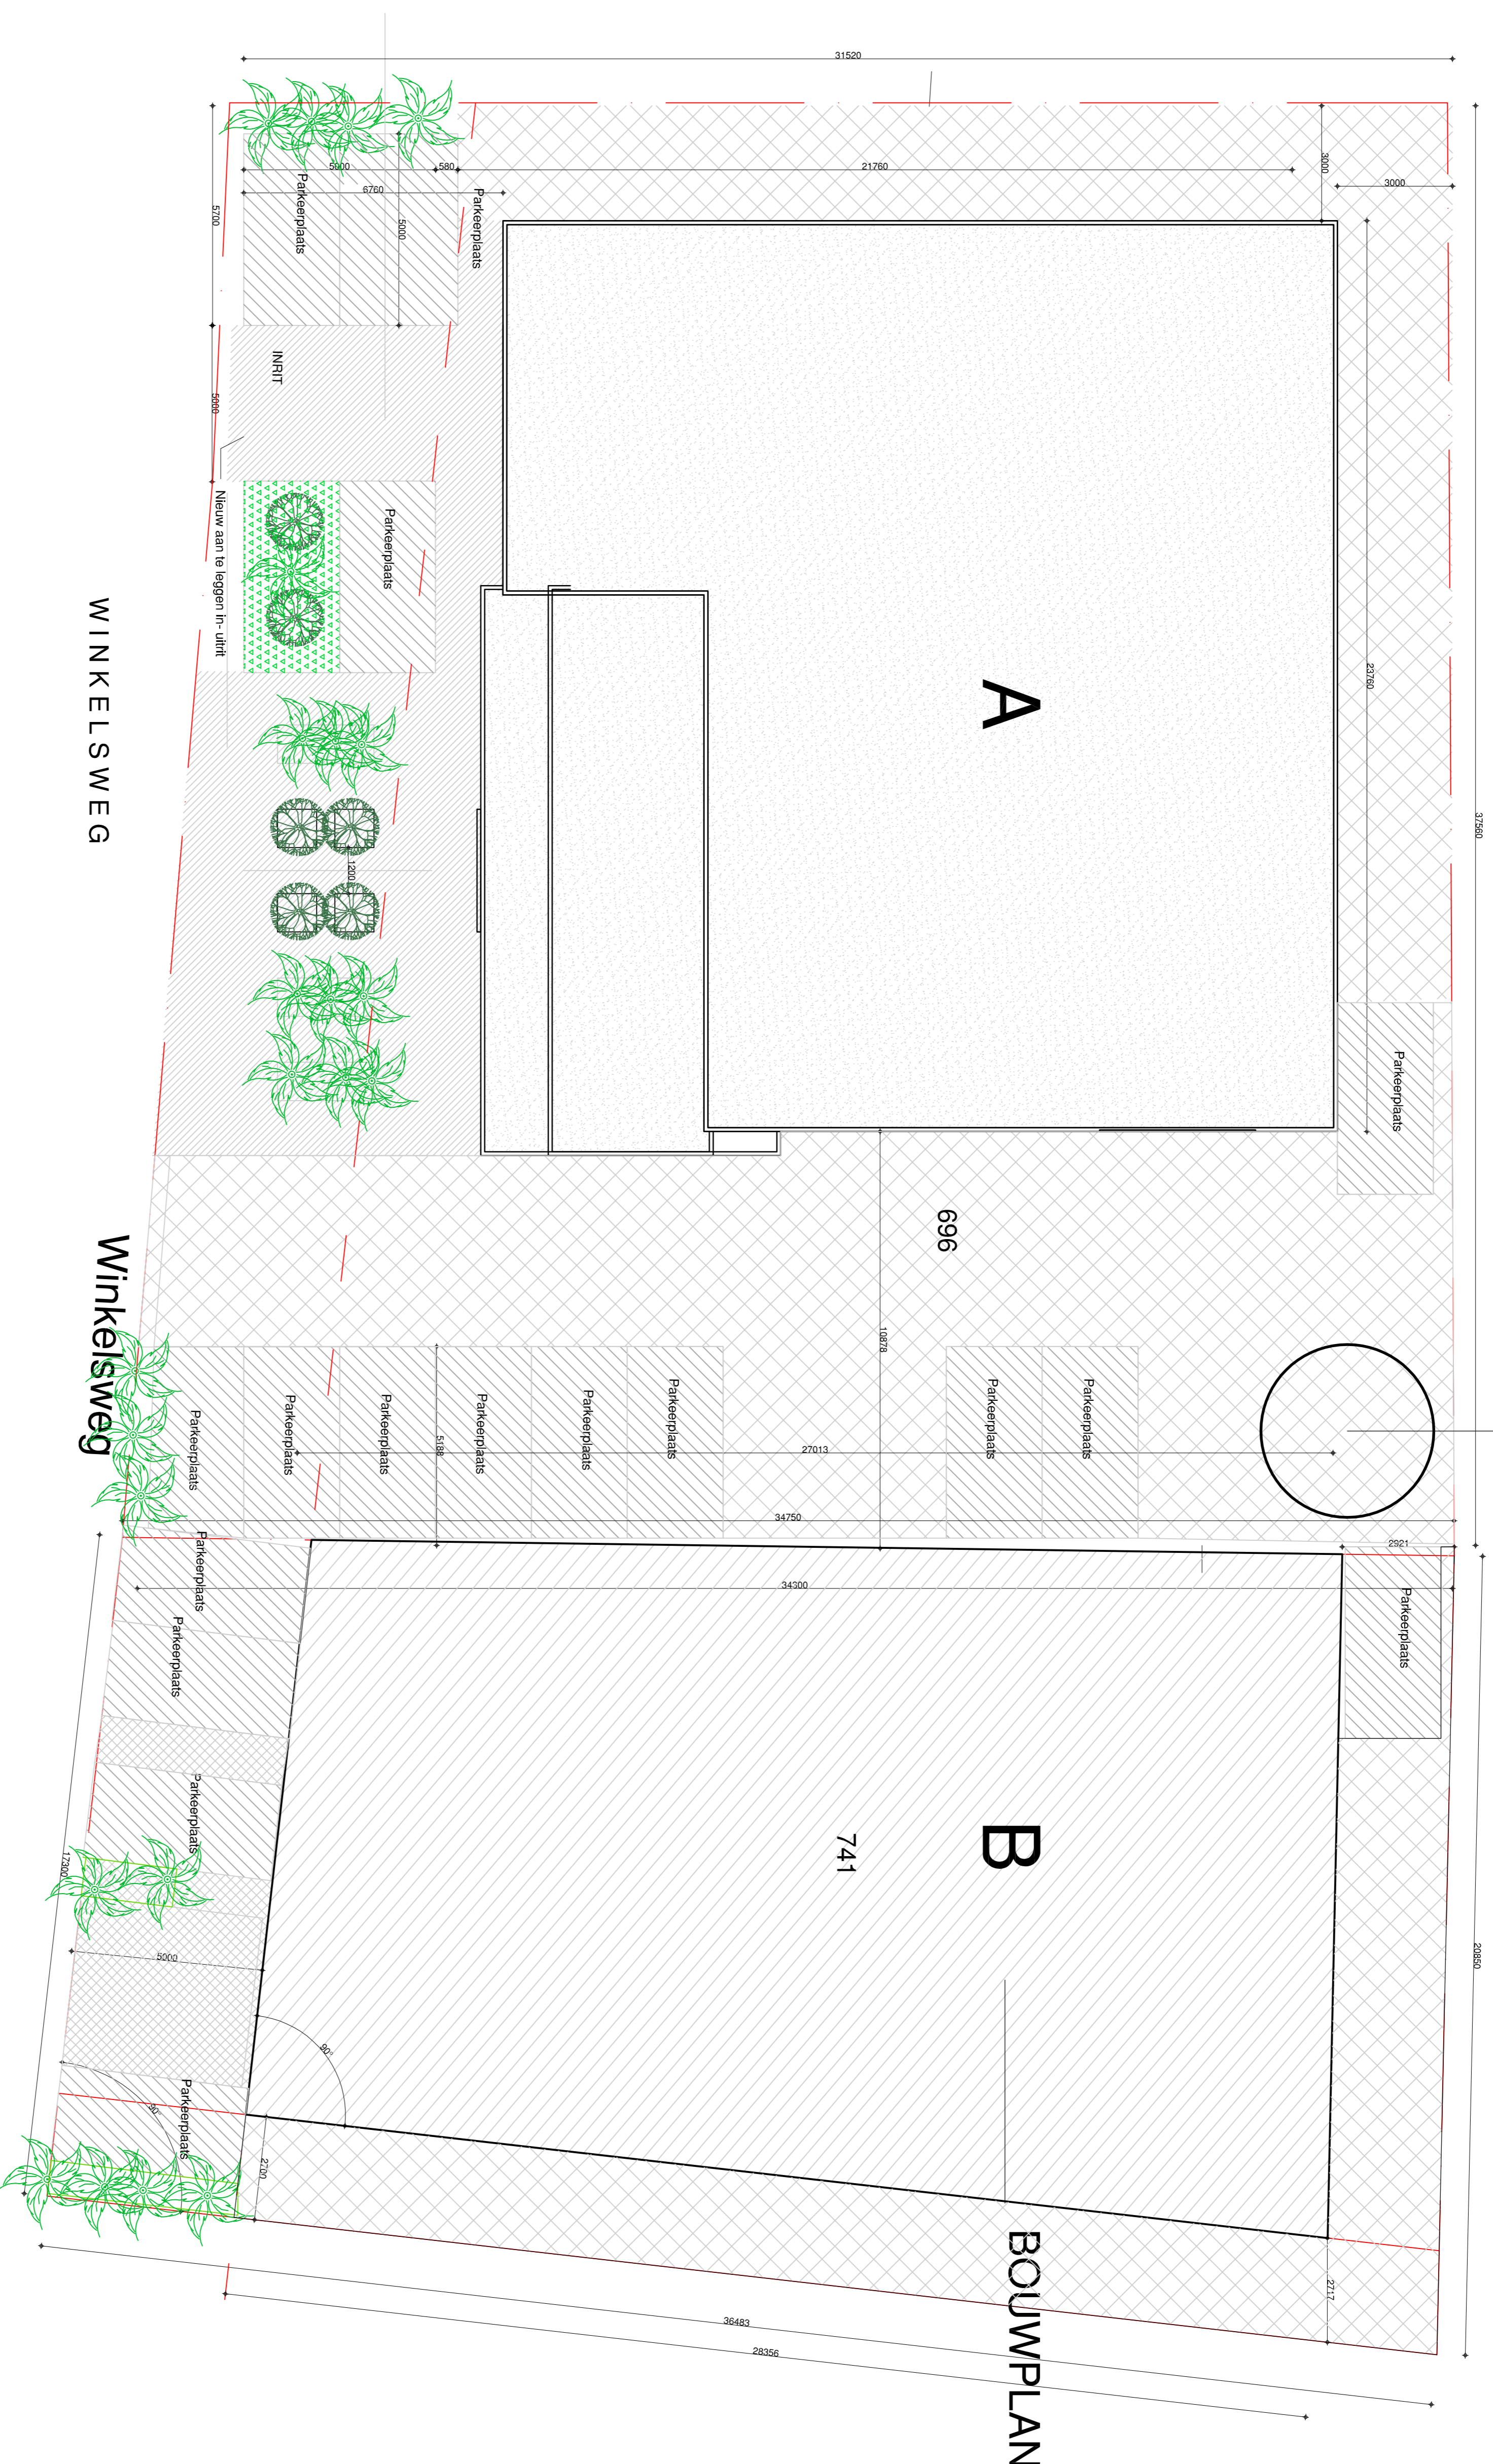 31520
5600
580
21760
3000
3000
6760
5700
5000
Parkeerplaats
Parkeerplaats
INRIT
5000
Nieuw aan te leggen in- uitrit
Parkeerplaats
WINKELSWEG
A
23760
37560
1200
Parkeerplaats
696
10878
Winkelsweg
Parkeerplaats
Parkeerplaats
Parkeerplaats
Parkeerplaats
Parkeerplaats
Parkeerplaats
Parkeerplaats
Parkeerplaats
5188
27013
34750
2921
34300
Parkeerplaats
Parkeerplaats
Parkeerplaats
Parkeerplaats
B
741
17300
5000
20850
90°
90°
Parkeerplaats
2700
2717
BOUWPLAN
36483
28356